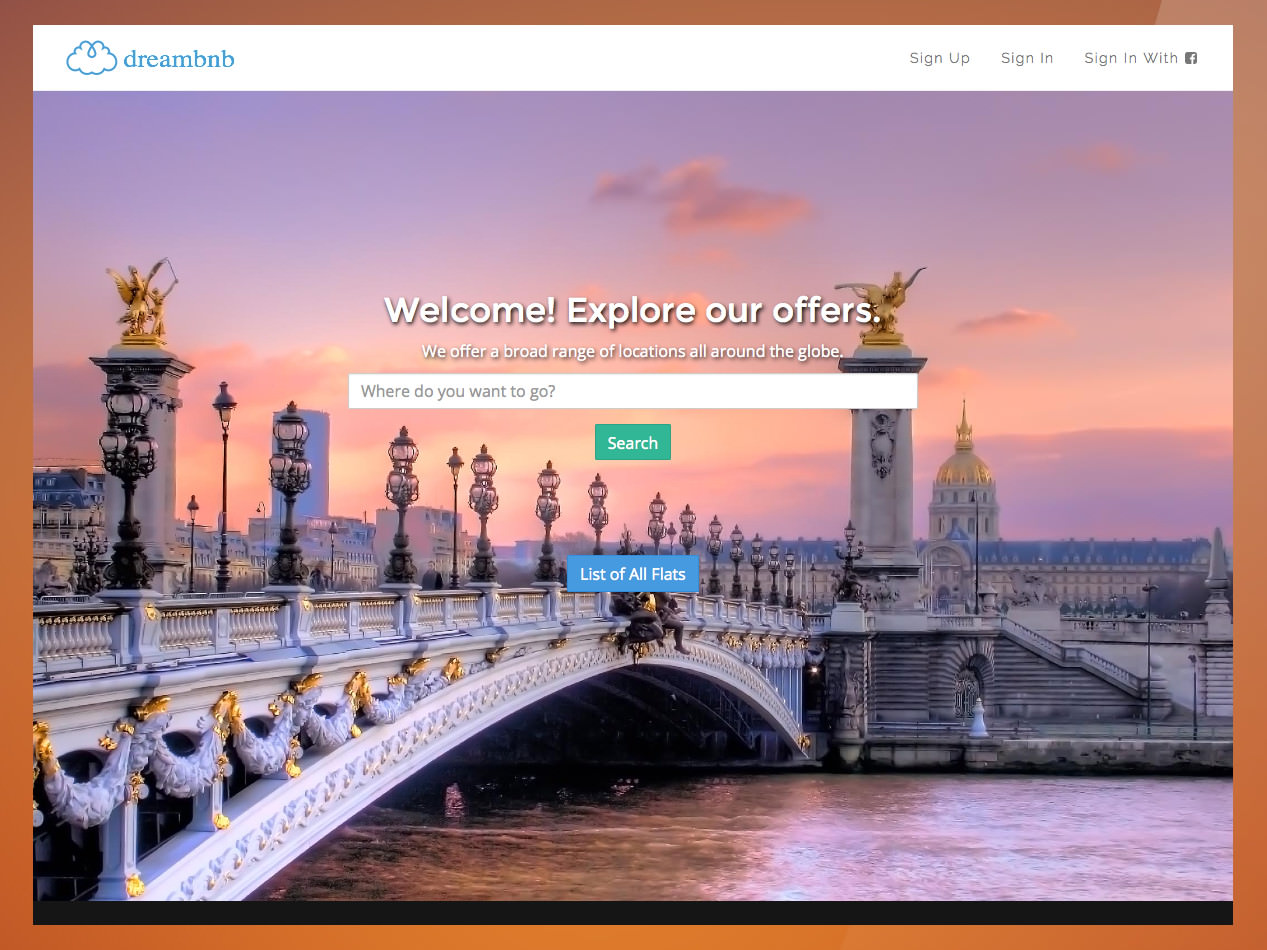 dreambnb
Sign Up Sign In Sign In With
Welcome! Explore our offers.
We offer a broad range of locations all around the globe.
Where do you want to go?
Search
List of All Flats